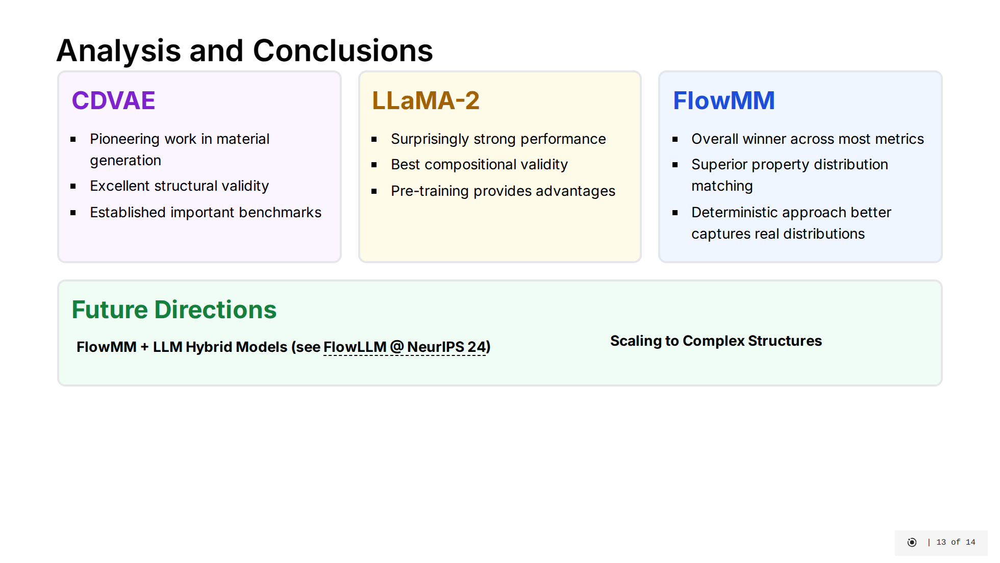 Analysis and Conclusions
CDVAE
Pioneering work in material
generation
Excellent structural validity
Established important benchmarks
LLaMA-2
Surprisingly strong performance
Best compositional validity
Pre-training provides advantages
FlowMM
Overall winner across most metrics
Superior property distribution
matching
Deterministic approach better
captures real distributions
Future Directions
FlowMM + LLM Hybrid Models (see FlowLLM @ NeurIPS 24)
Scaling to Complex Structures
| 13 of 14